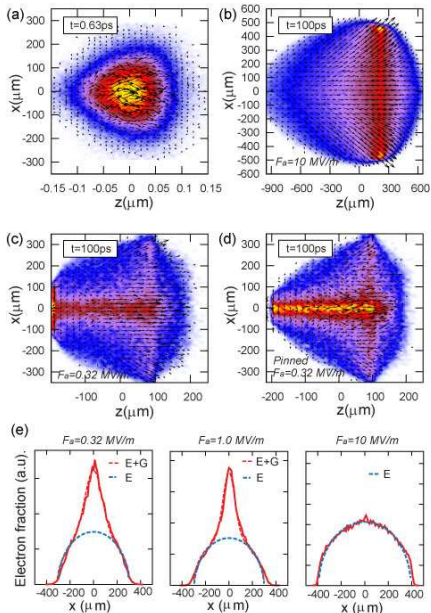 (a) t=0.63ps
x(μm)
300
200
100
0
-100
-200
-300
-0.15 -0.1 -0.05 0 0.05 0.1 0.15
z(μm)
(b) t=100ps
x(μm)
500
400
300
200
100
0
-100
-200
-300
-400
-500
Fa=10 MV/m
-900 -600 -300 0 300 600
z(μm)
(c) t=100ps
x(μm)
300
200
100
0
-100
-200
-300
Fa=0.32 MV/m
-100 0 100 200
z(μm)
(d) t=100ps
x(μm)
300
200
100
0
-100
-200
-300
Pinned
Fa=0.32 MV/m
-200 -100 0 100 200
z(μm)
(e)
Fa=0.32 MV/m Fa=1.0 MV/m Fa=10 MV/m
Electron fraction (a.u.)
E+G
E
E+G
E
E
-400 -200 0 200 400
-400 -200 0 200 400
-400 -200 0 200 400
x (μm) x (μm) x (μm)